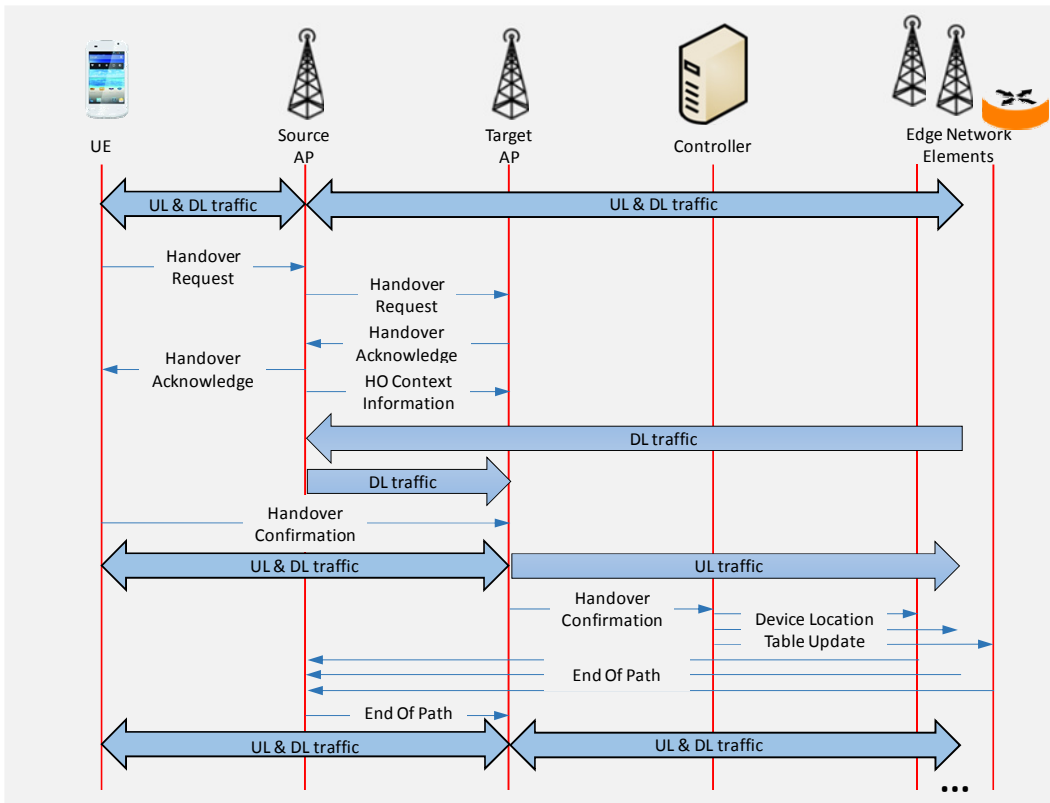 UE
Source
AP
Target
AP
Controller
Edge Network
Elements
UL & DL traffic
UL & DL traffic
Handover
Request
Handover
Request
Handover
Acknowledge
Handover
Acknowledge
HO Context
Information
DL traffic
DL traffic
Handover
Confirmation
UL & DL traffic
UL traffic
Handover
Confirmation
Device Location
Table Update
End Of Path
End Of Path
UL & DL traffic
UL & DL traffic
...